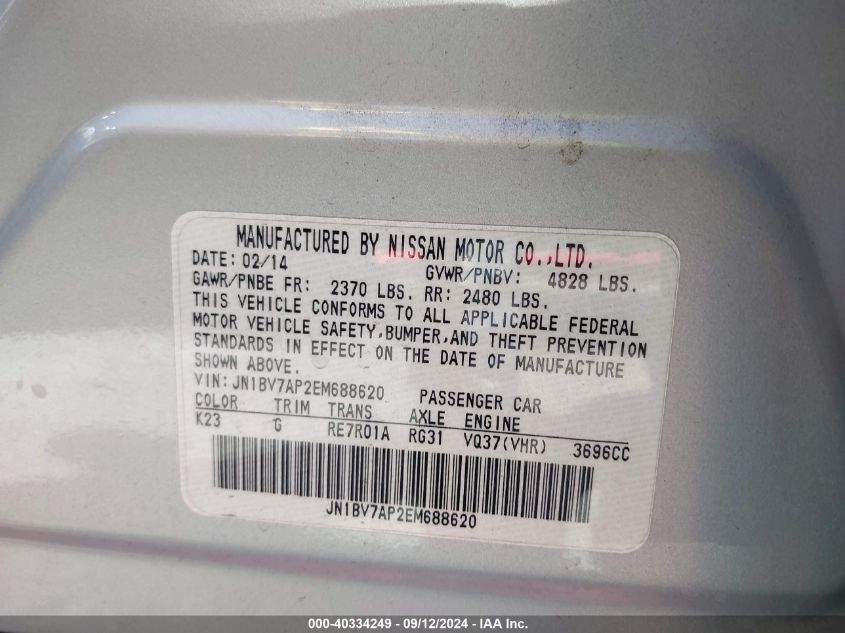 MANUFACTURED BY NISSAN MOTOR CO.,LTD.
DATE: 02/14 GVWR/PNBV: 4828 LBS.
GAWR/PNBE FR: 2370 LBS. RR: 2480 LBS.
THIS VEHICLE CONFORMS TO ALL APPLICABLE FEDERAL
MOTOR VEHICLE SAFETY,BUMPER,AND THEFT PREVENTION
STANDARDS IN EFFECT ON THE DATE OF MANUFACTURE
SHOWN ABOVE.
VIN:JN1BV7AP2EM688620 PASSENGER CAR
COLOR TRIM TRANS AXLE ENGINE
K23 G RE7R01A RG31 VQ37(VHR) 3696CC
JN1BV7AP2EM688620
000-40334249 - 09/12/2024 - IAA Inc.